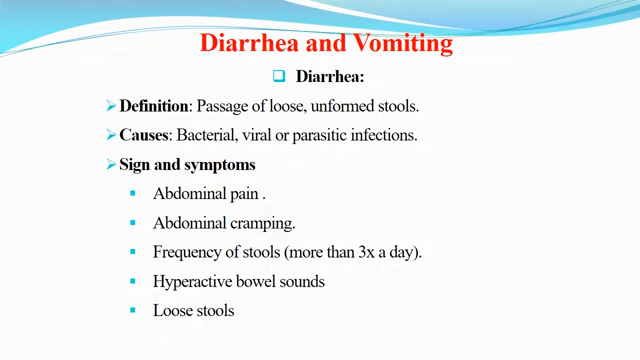 Diarrhea and Vomiting
Diarrhea:
Definition: Passage of loose, unformed stools.
Causes: Bacterial, viral or parasitic infections.
Sign and symptoms
Abdominal pain .
Abdominal cramping.
Frequency of stools (more than 3x a day).
Hyperactive bowel sounds
Loose stools